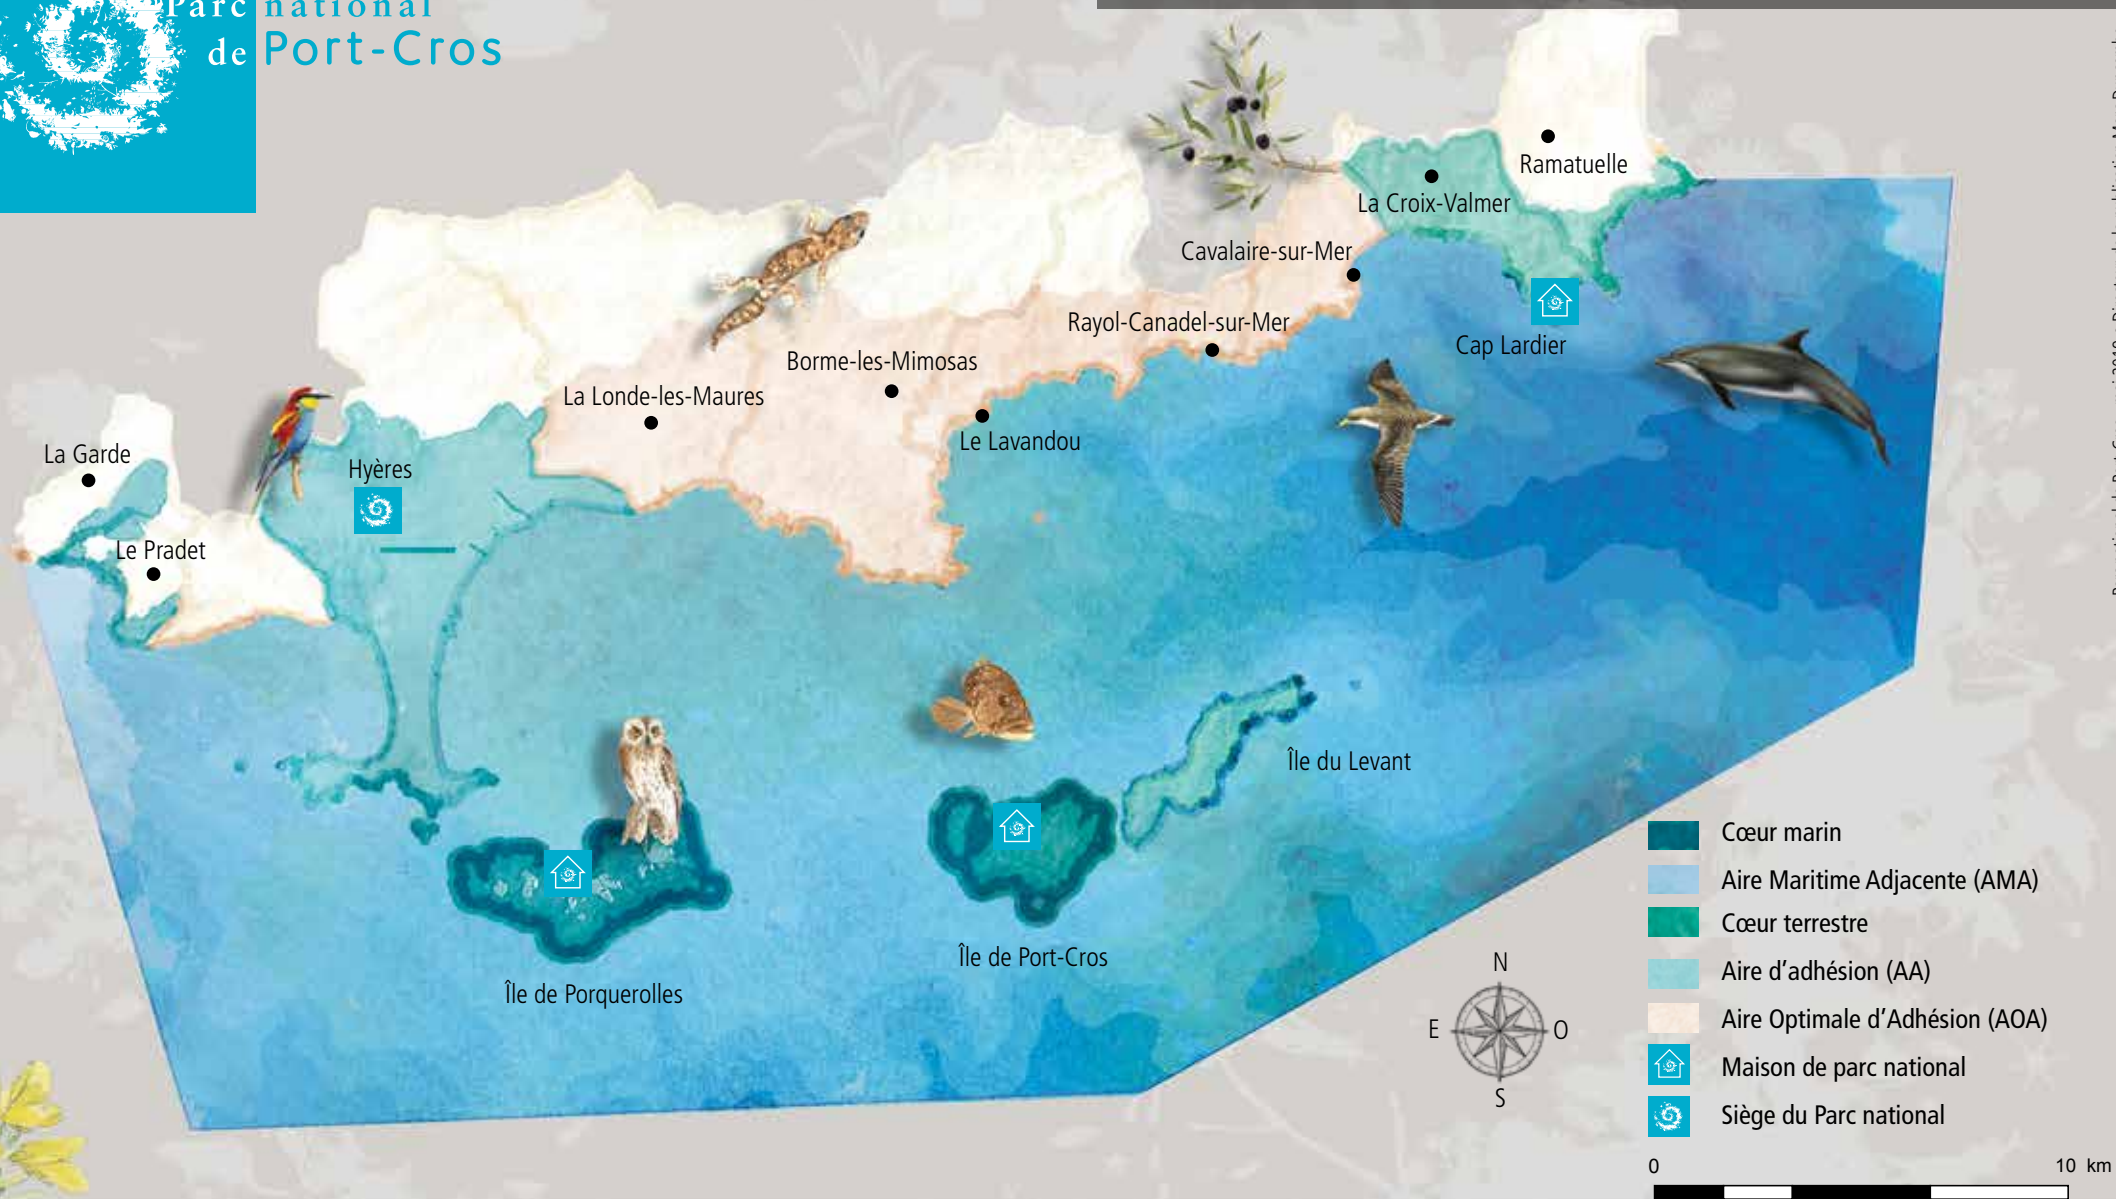 Parc national
de Port-Cros
Ramatuelle
La Croix-Valmer
Cavalaire-sur-Mer
Rayol-Canadel-sur-Mer
Cap Lardier
Borme-les-Mimosas
La Londe-les-Maures
Le Lavandou
La Garde
Hyères
Le Pradet
Île du Levant
Île de Port-Cros
Île de Porquerolles
N
E
O
S
Cœur marin
Aire Maritime Adjacente (AMA)
Cœur terrestre
Aire d'adhésion (AA)
Aire Optimale d'Adhésion (AOA)
Maison de parc national
Siège du Parc national
0
10 km